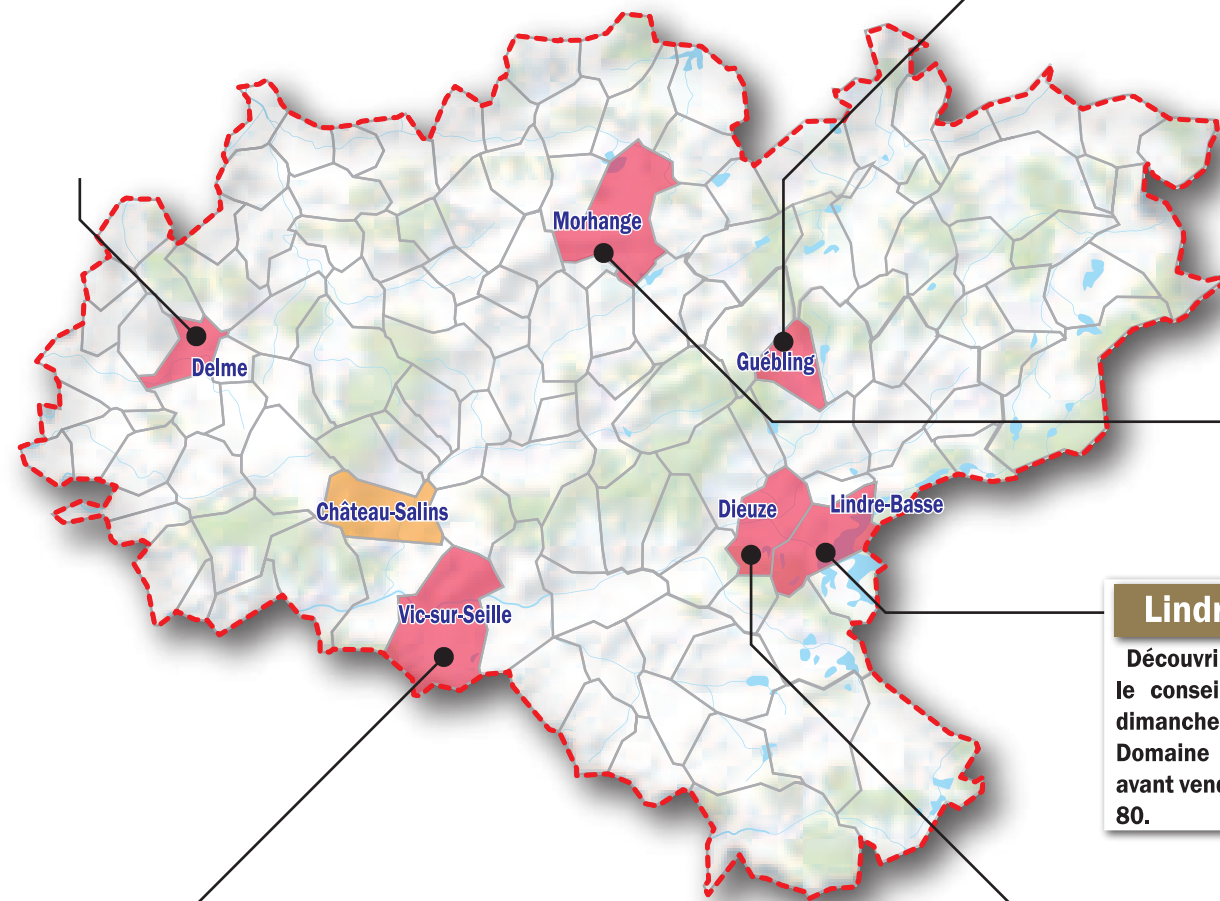 Morhange
Delme
Guébling
Château-Salins
Dieuze
Lindre-Basse
Vic-sur-Seille
Lindr
Découvri
le conseil
dimanche
Domaine
avant vend
80.